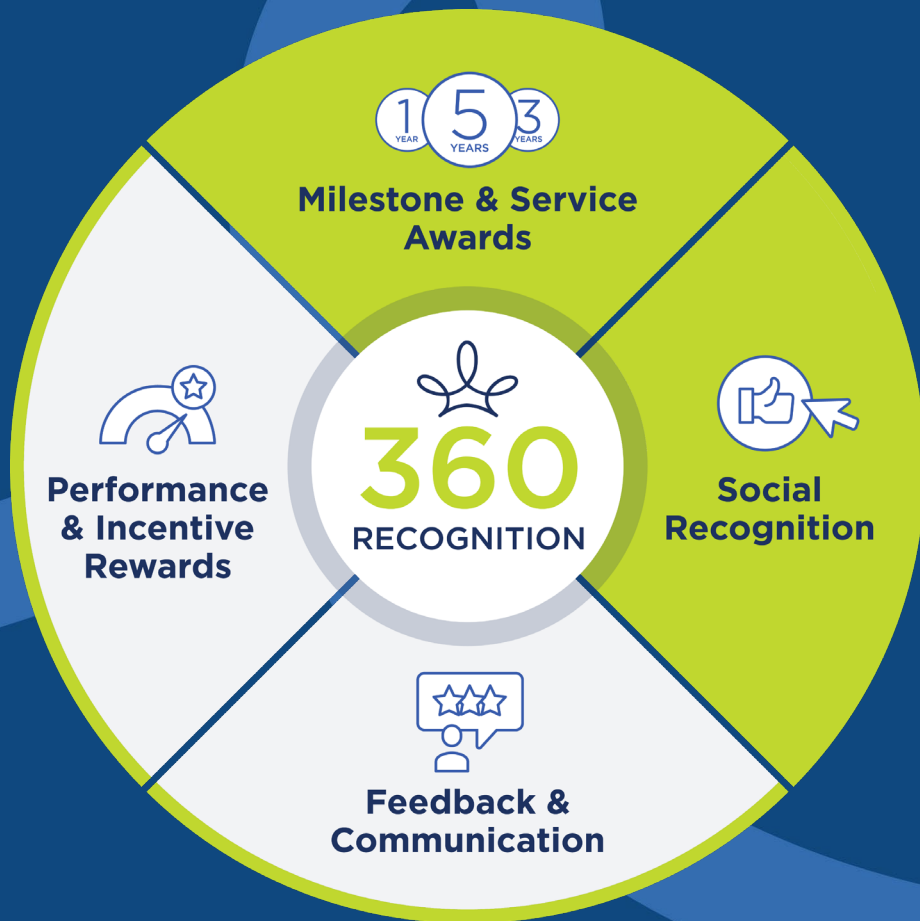 1
YEAR
5
YEARS
3
YEARS
Milestone & Service
Awards
Performance
& Incentive
Rewards
360
RECOGNITION
Social
Recognition
Feedback &
Communication